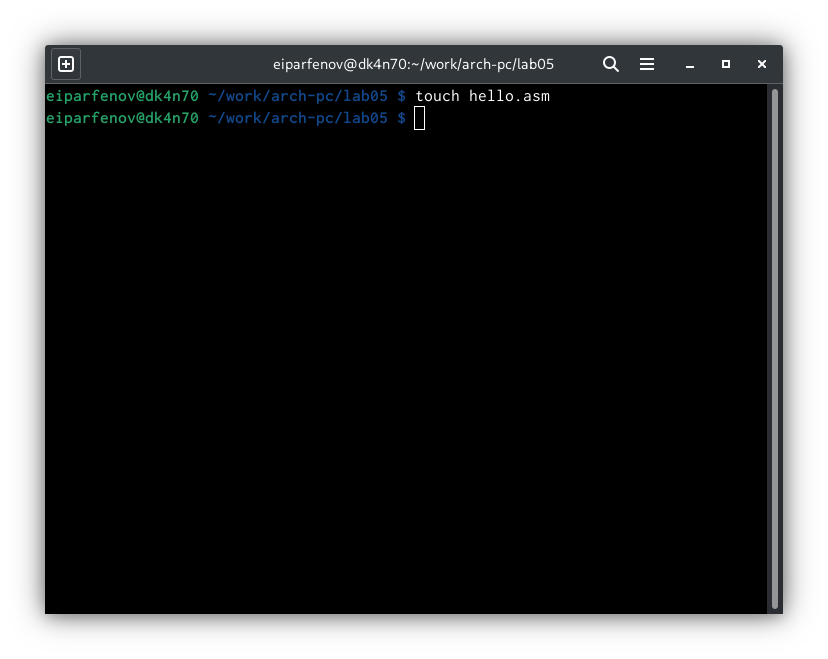 eiparfenov@dk4n70:~/work/arch-pc/lab05
eiparfenov@dk4n70 ~/work/arch-pc/lab05 $ touch hello.asm
eiparfenov@dk4n70 ~/work/arch-pc/lab05 $